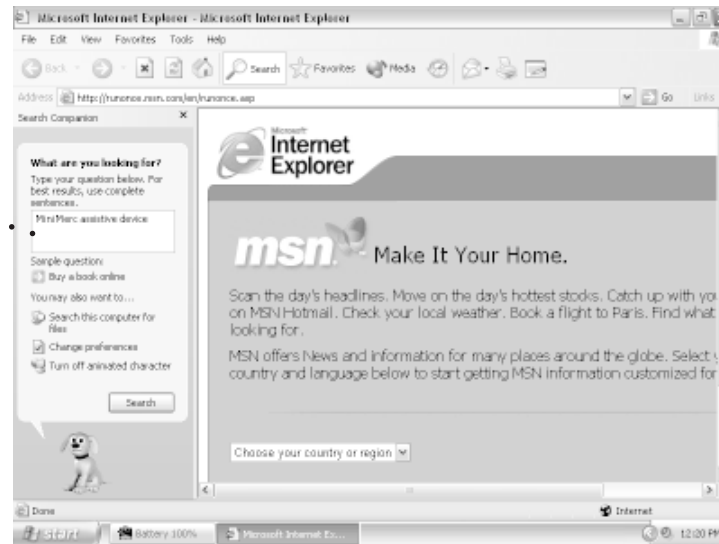 Microsoft Internet Explorer - Microsoft Internet Explorer
File Edit View Favorites Tools Help
Back Search Favorites Media
Address http://runonce.msn.com/en/runonce.asp Go Links
Search Companion
What are you looking for?
Type your question below. For
best results, use complete
sentences.
MiniMerc assistive device
Sample question:
Buy a book online
You may also want to...
Search this computer for
files
Change preferences
Turn off animated character
Search
Microsoft
Internet
Explorer
msn Make It Your Home.
Scan the day's headlines. Move on the day's hottest stocks. Catch up with you
on MSN Hotmail. Check your local weather. Book a flight to Paris. Find what
looking for.
MSN offers News and information for many places around the globe. Select y
country and language below to start getting MSN information customized for
Choose your country or region
Done Internet
start Battery 100% Microsoft Internet Ex... 12:20 PM